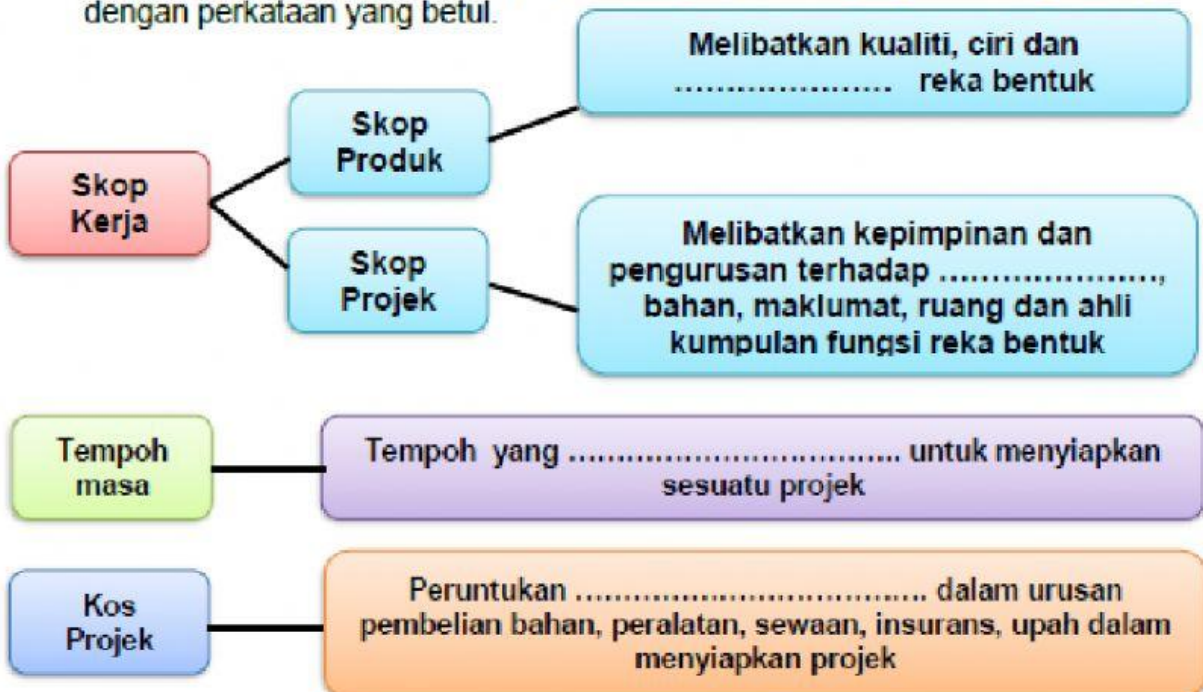 dengan perkataan yang betul.
Melibatkan kualiti, ciri dan
..................... reka bentuk
Skop
Produk
Skop
Kerja
Skop
Projek
Melibatkan kepimpinan dan
pengurusan terhadap .....................,
bahan, maklumat, ruang dan ahli
kumpulan fungsi reka bentuk
Tempoh
masa
Tempoh yang .................................. untuk menyiapkan
sesuatu projek
Kos
Projek
Peruntukan .................................... dalam urusan
pembelian bahan, peralatan, sewaan, insurans, upah dalam
menyiapkan projek